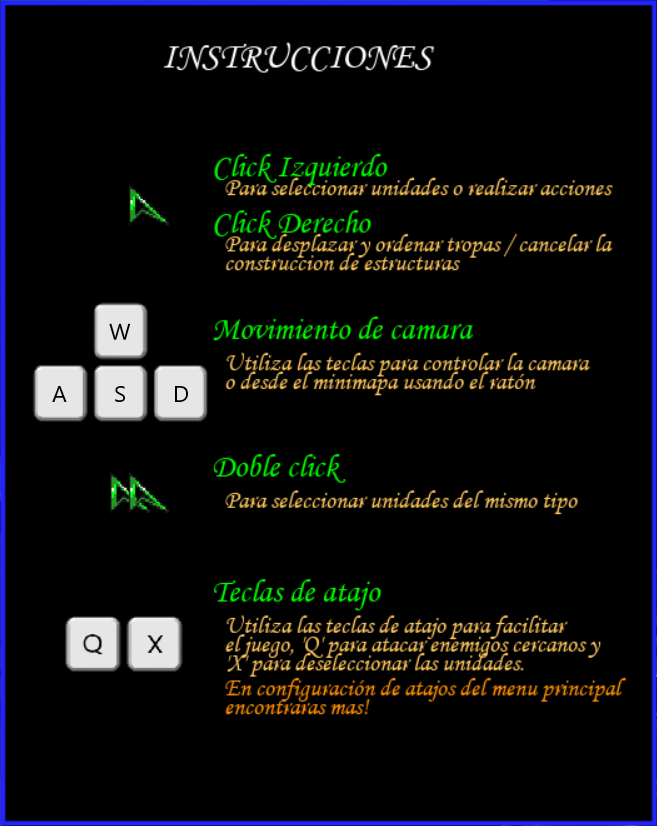 INSTRUCCIONES
Click Izquierdo
Para seleccionar unidades o realizar acciones
Click Derecho
Para desplazar y ordenar tropas / cancelar la
construccion de estructuras
W
A S D
Movimiento de camara
Utiliza las teclas para controlar la camara
o desde el minimapa usando el ratón
Doble click
Para seleccionar unidades del mismo tipo
Q X
Teclas de atajo
Utiliza las teclas de atajo para facilitar
el juego, 'Q' para atacar enemigos cercanos y
'X' para deseleccionar las unidades.
En configuración de atajos del menu principal
encontraras mas!